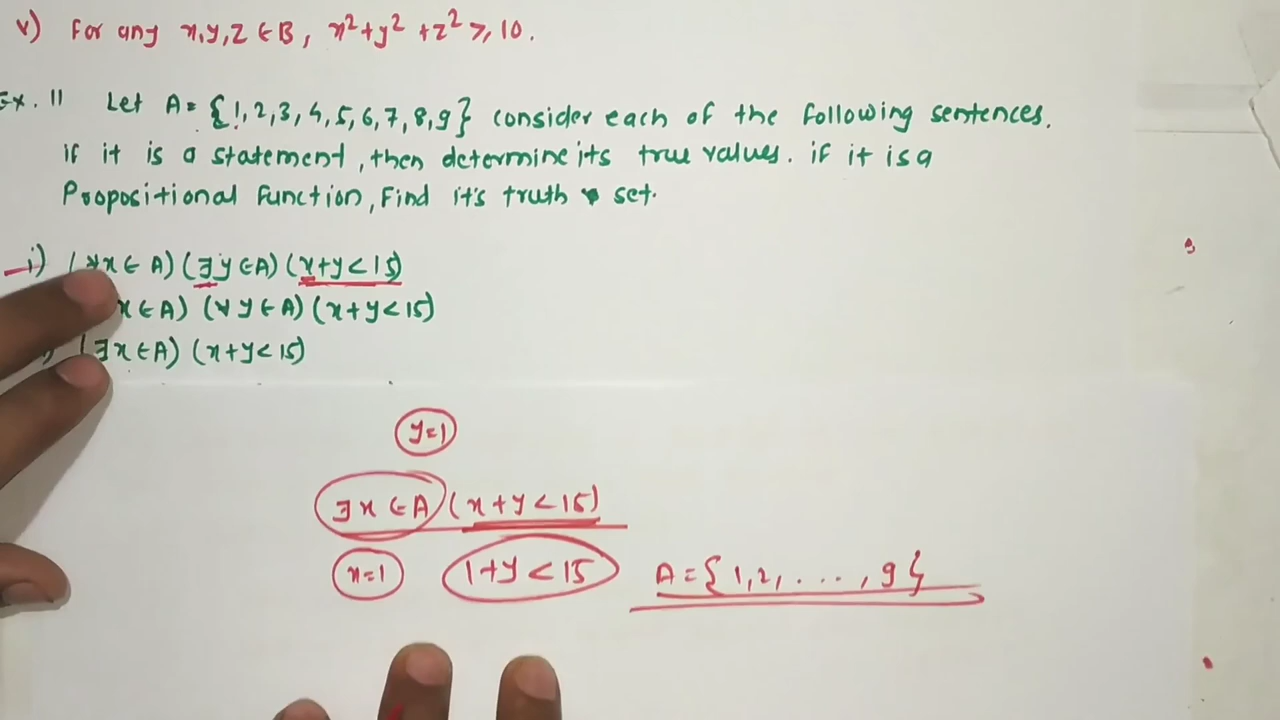 v) For any x,y,z ∈ B, x²+y²+z² ≥ 10.
Ex. 11 Let A = {1,2,3,4,5,6,7,8,9} consider each of the following sentences.
if it is a statement, then determine its true values. if it is a
Propositional Function, Find it's truth set.
i) (∀x ∈ A) (∃y ∈ A) (x+y<15)
x ∈ A) (∀ y ∈ A) (x+y<15)
(∃x ∈ A) (x+y<15)
y=1
∃x ∈ A (x+y<15)
x=1 1+y<15 A={1,2,....,9}